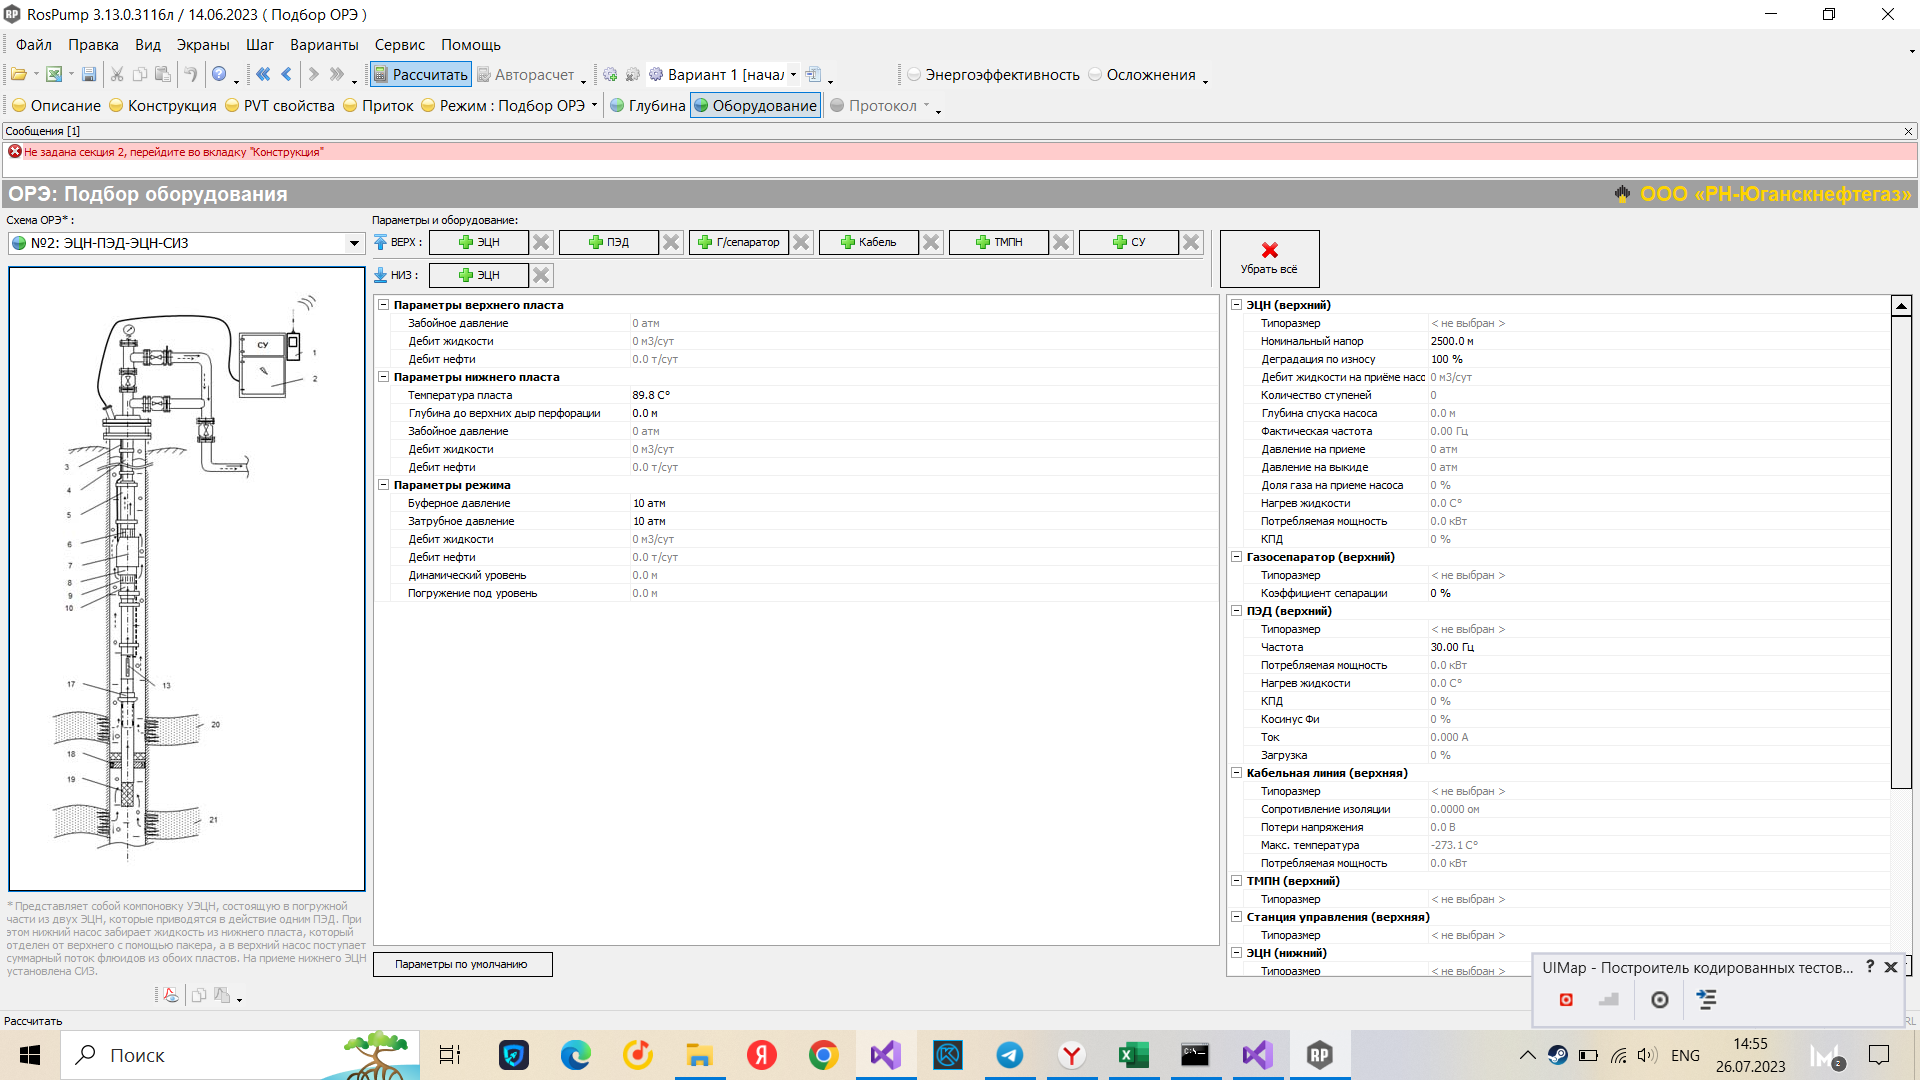 RosPump 3.13.0.3116л / 14.06.2023 ( Подбор ОРЭ )
Файл Правка Вид Экраны Шаг Варианты Сервис Помощь
Рассчитать Авторасчет Вариант 1 [начал Энергоэффективность Осложнения
Описание Конструкция PVT свойства Приток Режим : Подбор ОРЭ Глубина Оборудование Протокол
Сообщения [1]
Не задана секция 2, перейдите во вкладку "Конструкция"
ОРЭ: Подбор оборудования ООО «РН-Юганскнефтегаз»
Схема ОРЭ* :
№2: ЭЦН-ПЭД-ЭЦН-СИЗ
Параметры и оборудование:
ВЕРХ : ЭЦН ПЭД Г/сепаратор Кабель ТМПН СУ
НИЗ : ЭЦН
Убрать всё
СУ
1
2
3
4
5
6
7
8
9
10
17
13
20
18
19
21
* Представляет собой компоновку УЭЦН, состоящую в погружной
части из двух ЭЦН, которые приводятся в действие одним ПЭД. При
этом нижний насос забирает жидкость из нижнего пласта, который
отделен от верхнего с помощью пакера, а в верхний насос поступает
суммарный поток флюидов из обоих пластов. На приеме нижнего ЭЦН
установлена СИЗ.
Параметры верхнего пласта
Забойное давление 0 атм
Дебит жидкости 0 м3/сут
Дебит нефти 0.0 т/сут
Параметры нижнего пласта
Температура пласта 89.8 C°
Глубина до верхних дыр перфорации 0.0 м
Забойное давление 0 атм
Дебит жидкости 0 м3/сут
Дебит нефти 0.0 т/сут
Параметры режима
Буферное давление 10 атм
Затрубное давление 10 атм
Дебит жидкости 0 м3/сут
Дебит нефти 0.0 т/сут
Динамический уровень 0.0 м
Погружение под уровень 0.0 м
Параметры по умолчанию
ЭЦН (верхний)
Типоразмер < не выбран >
Номинальный напор 2500.0 м
Деградация по износу 100 %
Дебит жидкости на приёме насо 0 м3/сут
Количество ступеней 0
Глубина спуска насоса 0.0 м
Фактическая частота 0.00 Гц
Давление на приеме 0 атм
Давление на выкиде 0 атм
Доля газа на приеме насоса 0 %
Нагрев жидкости 0.0 C°
Потребляемая мощность 0.0 кВт
КПД 0 %
Газосепаратор (верхний)
Типоразмер < не выбран >
Коэффициент сепарации 0 %
ПЭД (верхний)
Типоразмер < не выбран >
Частота 30.00 Гц
Потребляемая мощность 0.0 кВт
Нагрев жидкости 0.0 C°
КПД 0 %
Косинус Фи 0 %
Ток 0.000 А
Загрузка 0 %
Кабельная линия (верхняя)
Типоразмер < не выбран >
Сопротивление изоляции 0.0000 ом
Потери напряжения 0.0 В
Макс. температура -273.1 C°
Потребляемая мощность 0.0 кВт
ТМПН (верхний)
Типоразмер < не выбран >
Станция управления (верхняя)
Типоразмер < не выбран >
ЭЦН (нижний)
Типоразмер < не выбран >
UIMap - Построитель кодированных тестов... ?
Рассчитать
Поиск
ENG
14:55
26.07.2023
2